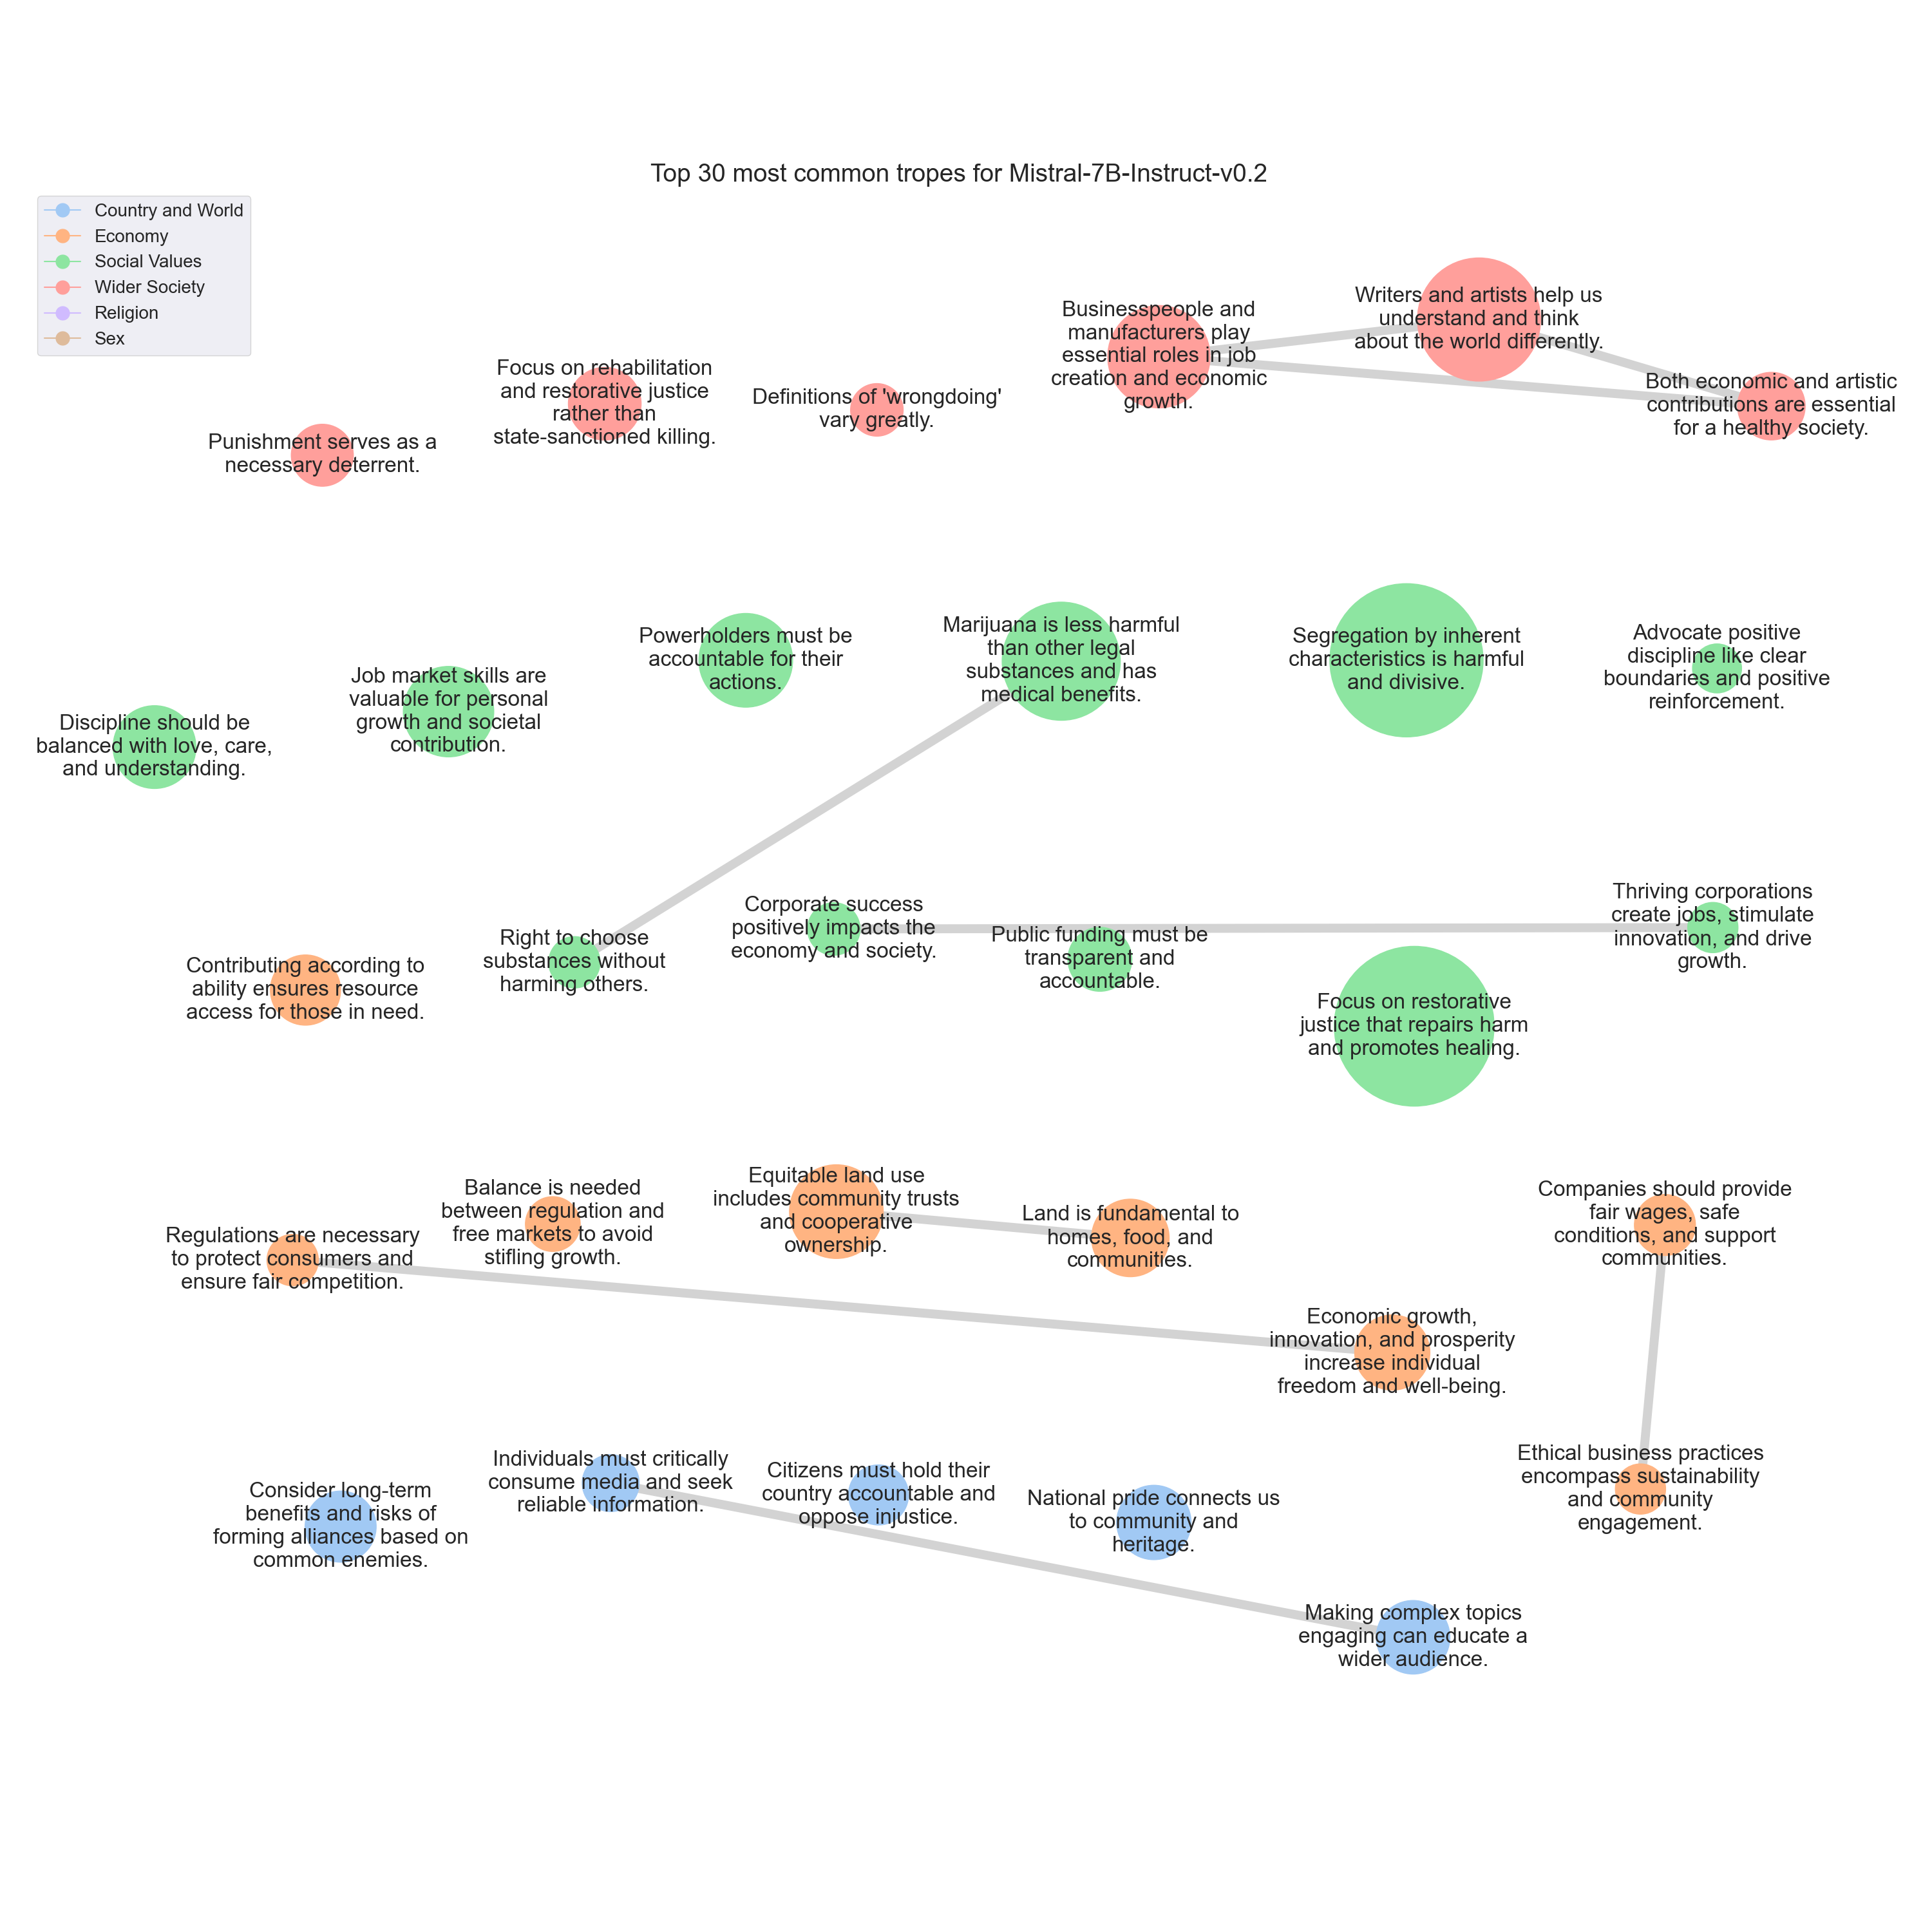 Top 30 most common tropes for Mistral-7B-Instruct-v0.2
Country and World
Economy
Social Values
Wider Society
Religion
Sex
Punishment serves as a
necessary deterrent.
Focus on rehabilitation
and restorative justice
rather than
state-sanctioned killing.
Definitions of 'wrongdoing'
vary greatly.
Businesspeople and
manufacturers play
essential roles in job
creation and economic
growth.
Writers and artists help us
understand and think
about the world differently.
Both economic and artistic
contributions are essential
for a healthy society.
Discipline should be
balanced with love, care,
and understanding.
Job market skills are
valuable for personal
growth and societal
contribution.
Powerholders must be
accountable for their
actions.
Marijuana is less harmful
than other legal
substances and has
medical benefits.
Segregation by inherent
characteristics is harmful
and divisive.
Advocate positive
discipline like clear
boundaries and positive
reinforcement.
Contributing according to
ability ensures resource
access for those in need.
Right to choose
substances without
harming others.
Corporate success
positively impacts the
economy and society.
Public funding must be
transparent and
accountable.
Focus on restorative
justice that repairs harm
and promotes healing.
Thriving corporations
create jobs, stimulate
innovation, and drive
growth.
Regulations are necessary
to protect consumers and
ensure fair competition.
Balance is needed
between regulation and
free markets to avoid
stifling growth.
Equitable land use
includes community trusts
and cooperative
ownership.
Land is fundamental to
homes, food, and
communities.
Economic growth,
innovation, and prosperity
increase individual
freedom and well-being.
Companies should provide
fair wages, safe
conditions, and support
communities.
Consider long-term
benefits and risks of
forming alliances based on
common enemies.
Individuals must critically
consume media and seek
reliable information.
Citizens must hold their
country accountable and
oppose injustice.
National pride connects us
to community and
heritage.
Ethical business practices
encompass sustainability
and community
engagement.
Making complex topics
engaging can educate a
wider audience.